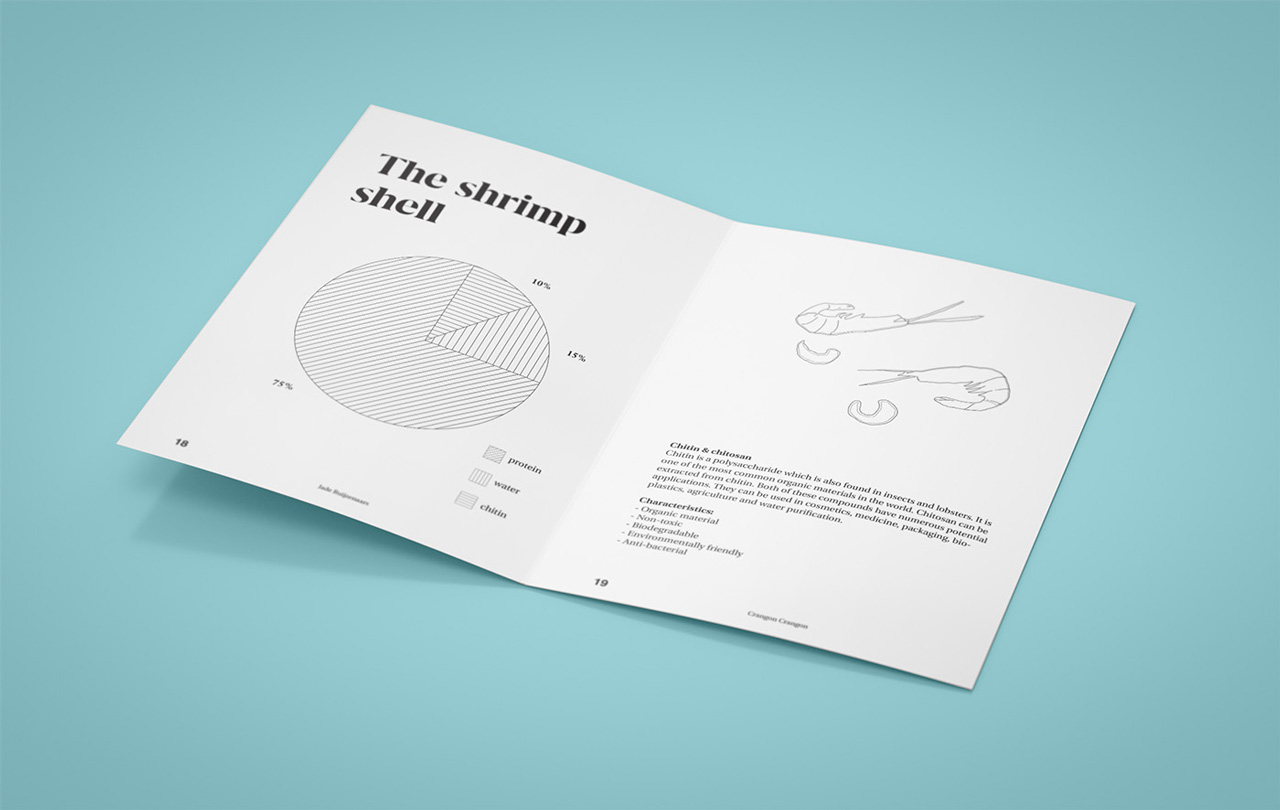 The shrimp
shell
10%
15%
75%
protein
water
chitin
18
Jade Ruijzenaars
Chitin & chitosan
Chitin is a polysaccharide which is also found in insects and lobsters. It is
one of the most common organic materials in the world. Chitosan can be
extracted from chitin. Both of these compounds have numerous potential
applications. They can be used in cosmetics, medicine, packaging, bio-
plastics, agriculture and water purification.
Characteristics:
- Organic material
- Non-toxic
- Biodegradable
- Environmentally friendly
- Anti-bacterial
19
Crangon Crangon